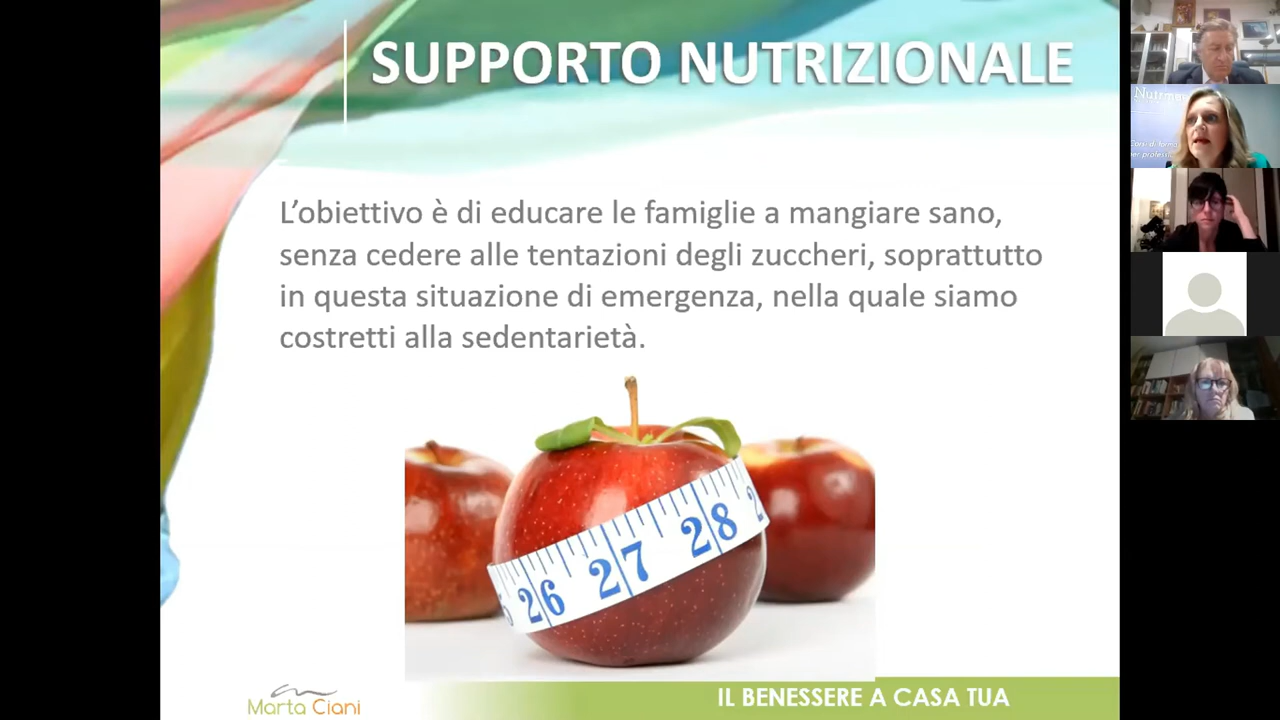 SUPPORTO NUTRIZIONALE
L'obiettivo è di educare le famiglie a mangiare sano,
senza cedere alle tentazioni degli zuccheri, soprattutto
in questa situazione di emergenza, nella quale siamo
costretti alla sedentarietà.
26 27 28
Marta Ciani
IL BENESSERE A CASA TUA